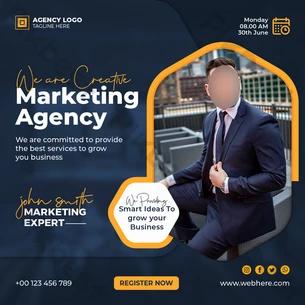 AGENCY LOGO
TAGLINE HERE
Monday
08.00 AM
30th June
We are Creative
Marketing
Agency
We are committed to provide
the best services to grow
you business
john smith
MARKETING
EXPERT
We Providing
Smart Ideas To
grow your
Business
+00 123 456 789
REGISTER NOW
www.webhere.com